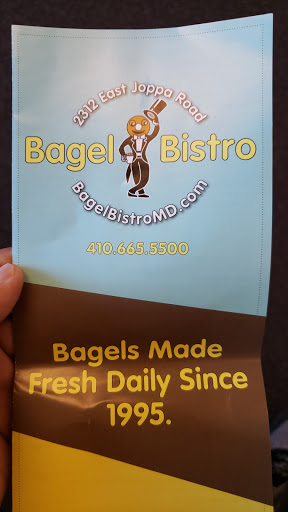 2312 East Joppa Road
Bagel Bistro
BagelBistroMD.com
410.665.5500
Bagels Made
Fresh Daily Since
1995.